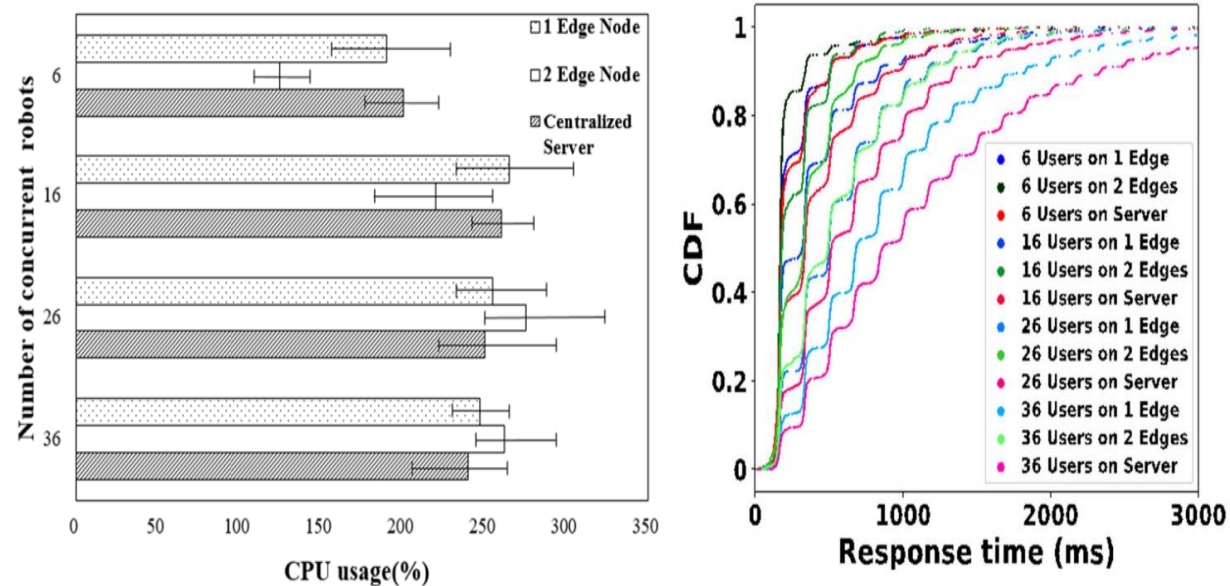 1 Edge Node
2 Edge Node
Centralized
Server
Number of concurrent robots
6
16
26
36
0 50 100 150 200 250 300 350
CPU usage(%)
1
0.8
0.6
0.4
0.2
0
CDF
6 Users on 1 Edge
6 Users on 2 Edges
6 Users on Server
16 Users on 1 Edge
16 Users on 2 Edges
16 Users on Server
26 Users on 1 Edge
26 Users on 2 Edges
26 Users on Server
36 Users on 1 Edge
36 Users on 2 Edges
36 Users on Server
0 1000 2000 3000
Response time (ms)